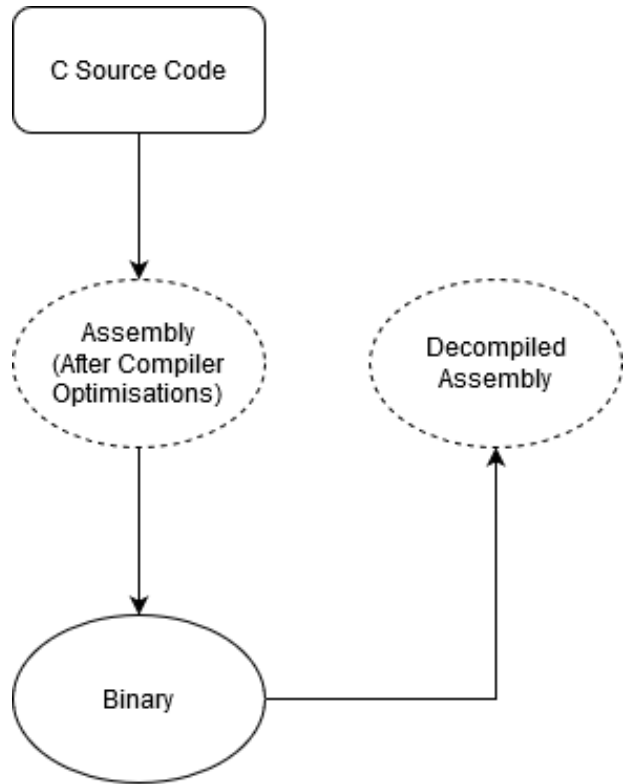 C Source Code
Assembly
(After Compiler
Optimisations)
Decompiled
Assembly
Binary